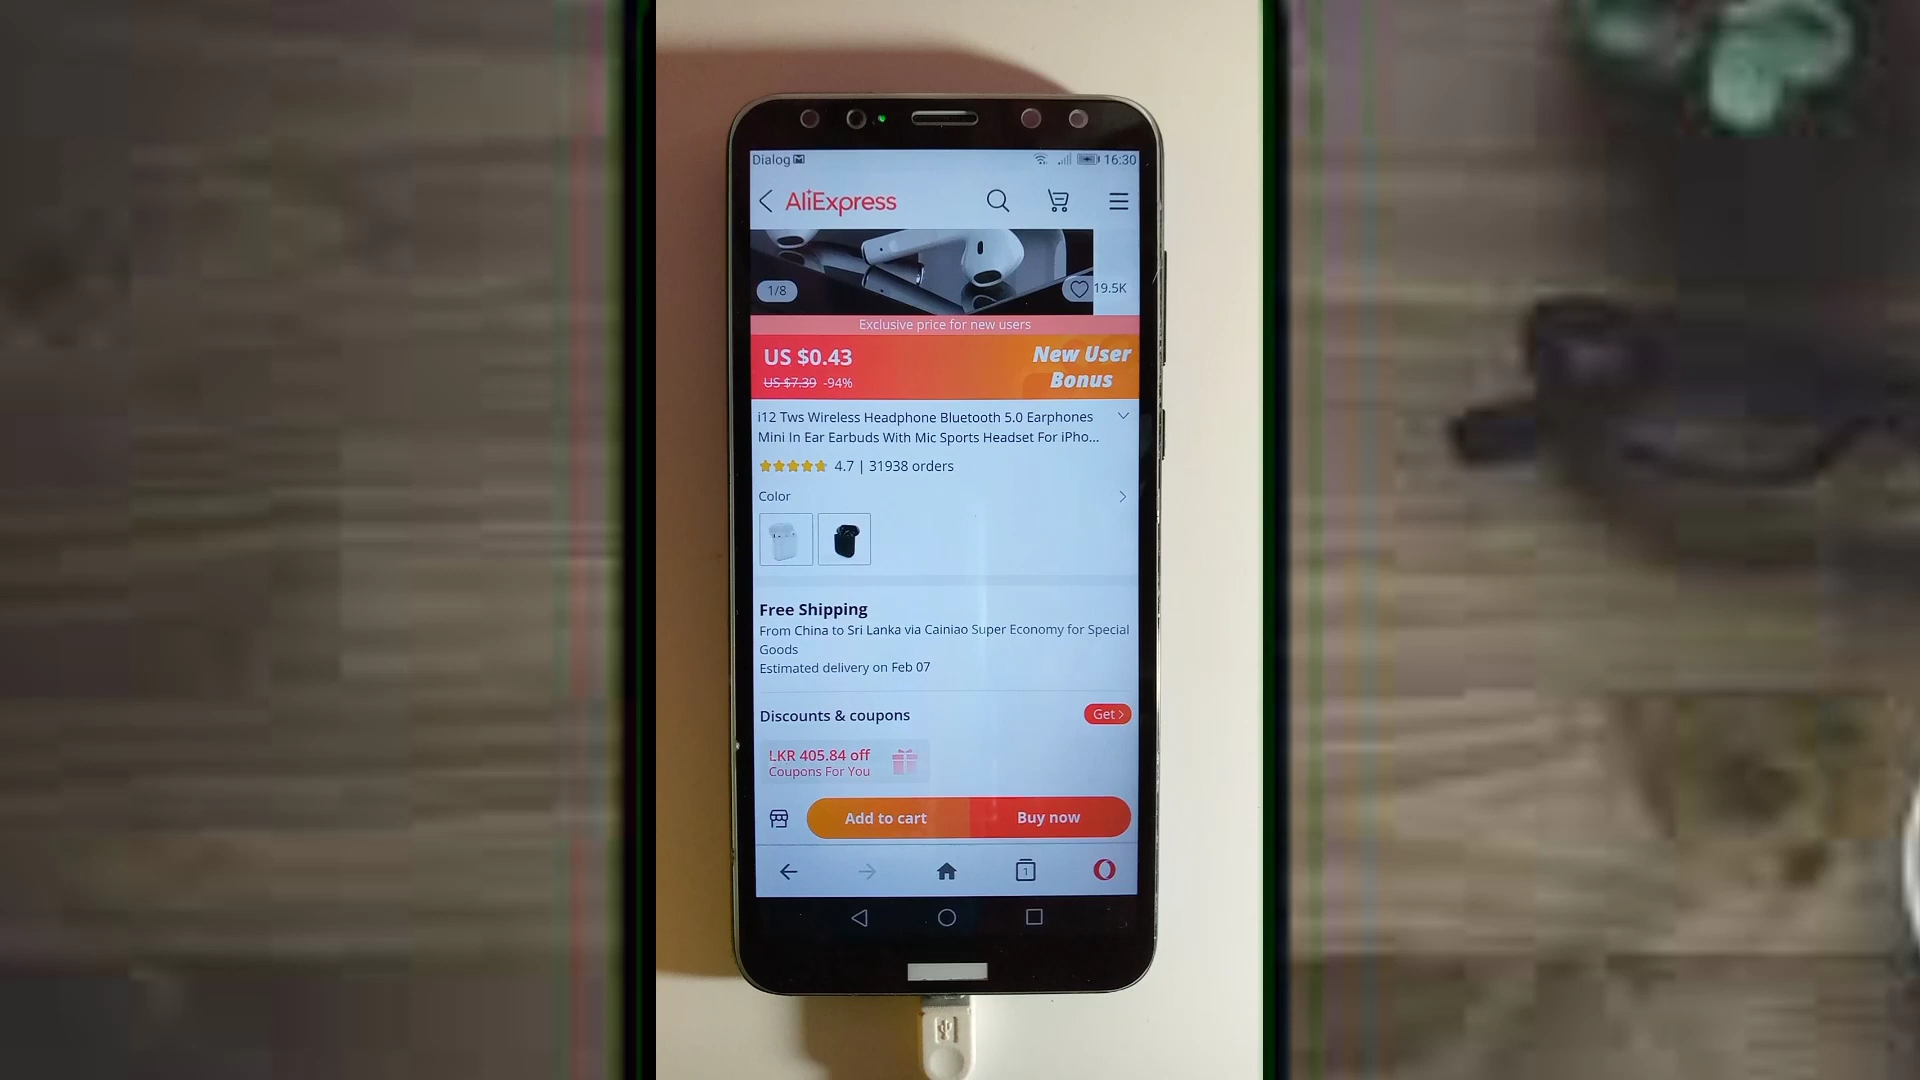 Dialog 16:30
AliExpress
1/8 19.5K
Exclusive price for new users
US $0.43 New User
US $7.39 -94% Bonus
i12 Tws Wireless Headphone Bluetooth 5.0 Earphones
Mini In Ear Earbuds With Mic Sports Headset For iPho...
4.7 | 31938 orders
Color
Free Shipping
From China to Sri Lanka via Cainiao Super Economy for Special
Goods
Estimated delivery on Feb 07
Discounts & coupons Get >
LKR 405.84 off
Coupons For You
Add to cart Buy now
1